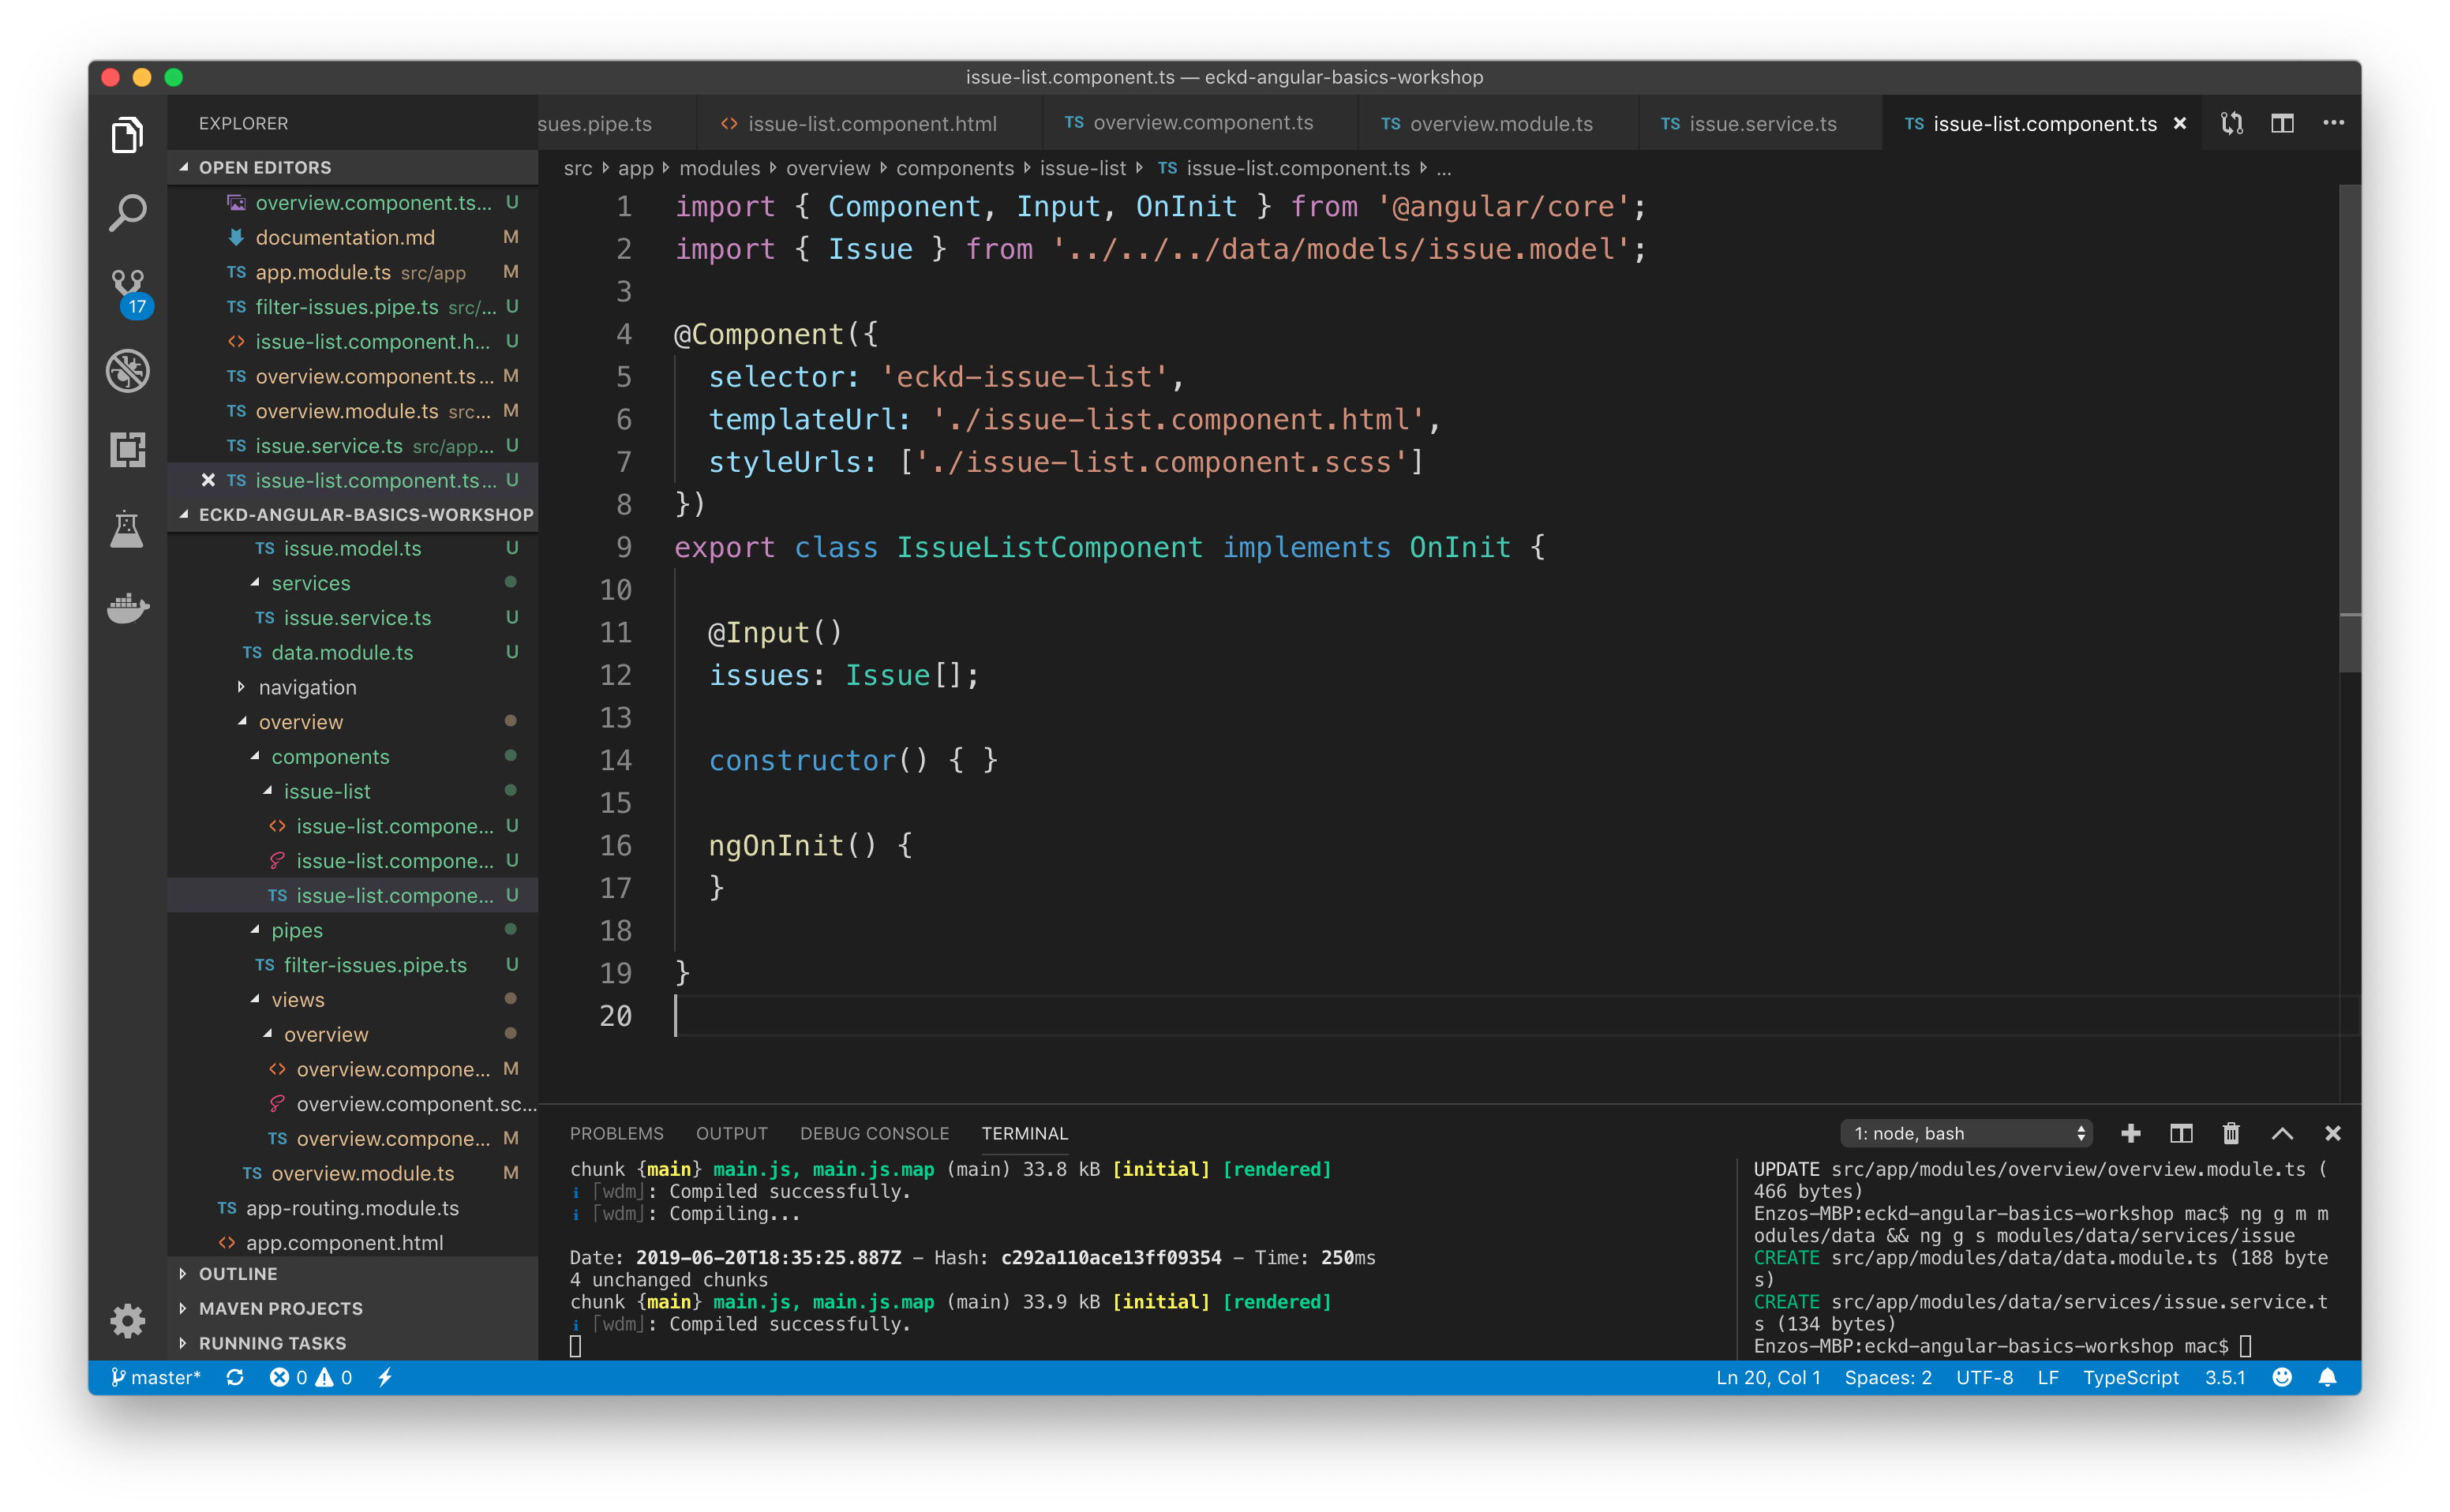 issue-list.component.ts — eckd-angular-basics-workshop
EXPLORER
OPEN EDITORS
overview.component.ts... U
documentation.md M
TS app.module.ts src/app M
TS filter-issues.pipe.ts src/... U
<> issue-list.component.h... U
TS overview.component.ts ... M
TS overview.module.ts src... M
TS issue.service.ts src/app... U
TS issue-list.component.ts... U
ECKD-ANGULAR-BASICS-WORKSHOP
TS issue.model.ts U
services
TS issue.service.ts U
TS data.module.ts U
navigation
overview
components
issue-list
<> issue-list.compone... U
issue-list.compone... U
TS issue-list.compone... U
pipes
TS filter-issues.pipe.ts U
views
overview
<> overview.compone... M
overview.component.sc...
TS overview.compone... M
TS overview.module.ts M
TS app-routing.module.ts
<> app.component.html
OUTLINE
MAVEN PROJECTS
RUNNING TASKS
17
sues.pipe.ts <> issue-list.component.html TS overview.component.ts TS overview.module.ts TS issue.service.ts TS issue-list.component.ts
src app modules overview components issue-list TS issue-list.component.ts ...
1 import { Component, Input, OnInit } from '@angular/core';
2 import { Issue } from '../../../data/models/issue.model';
3
4 @Component({
5 selector: 'eckd-issue-list',
6 templateUrl: './issue-list.component.html',
7 styleUrls: ['./issue-list.component.scss']
8 })
9 export class IssueListComponent implements OnInit {
10
11 @Input()
12 issues: Issue[];
13
14 constructor() { }
15
16 ngOnInit() {
17 }
18
19 }
20
PROBLEMS OUTPUT DEBUG CONSOLE TERMINAL 1: node, bash
chunk {main} main.js, main.js.map (main) 33.8 kB [initial] [rendered]
i ｢wdm｣: Compiled successfully.
i ｢wdm｣: Compiling...
Date: 2019-06-20T18:35:25.887Z - Hash: c292a110ace13ff09354 - Time: 250ms
4 unchanged chunks
chunk {main} main.js, main.js.map (main) 33.9 kB [initial] [rendered]
i ｢wdm｣: Compiled successfully.
UPDATE src/app/modules/overview/overview.module.ts (
466 bytes)
Enzos-MBP:eckd-angular-basics-workshop mac$ ng g m m
odules/data && ng g s modules/data/services/issue
CREATE src/app/modules/data/data.module.ts (188 byte
s)
CREATE src/app/modules/data/services/issue.service.t
s (134 bytes)
Enzos-MBP:eckd-angular-basics-workshop mac$
master* 0 0 Ln 20, Col 1 Spaces: 2 UTF-8 LF TypeScript 3.5.1